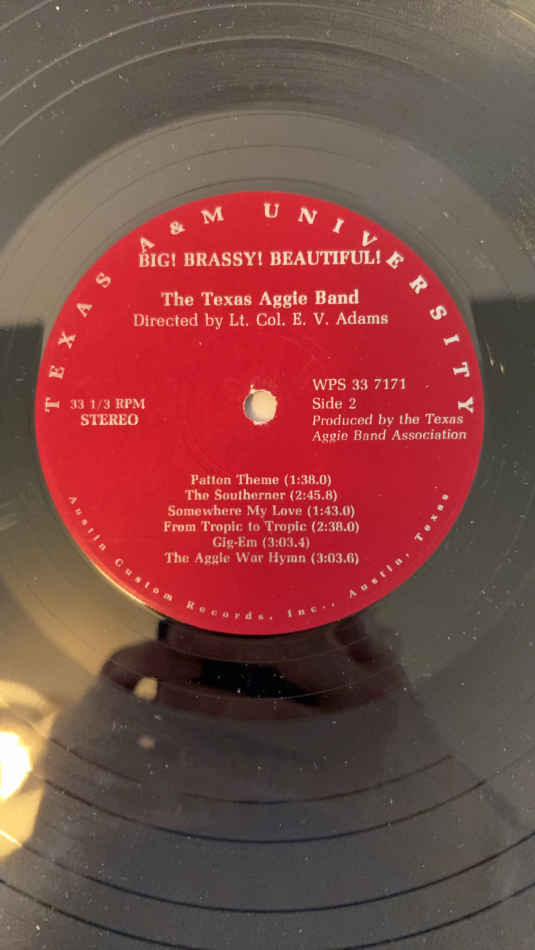 TEXAS A&M UNIVERSITY
BIG! BRASSY! BEAUTIFUL!
The Texas Aggie Band
Directed by Lt. Col. E. V. Adams
33 1/3 RPM
STEREO
WPS 33 7171
Side 2
Produced by the Texas
Aggie Band Association
Patton Theme (1:38.0)
The Southerner (2:45.8)
Somewhere My Love (1:43.0)
From Tropic to Tropic (2:38.0)
Gig-Em (3:03.4)
The Aggie War Hymn (3:03.6)
Austin Custom Records, Inc., Austin, Texas